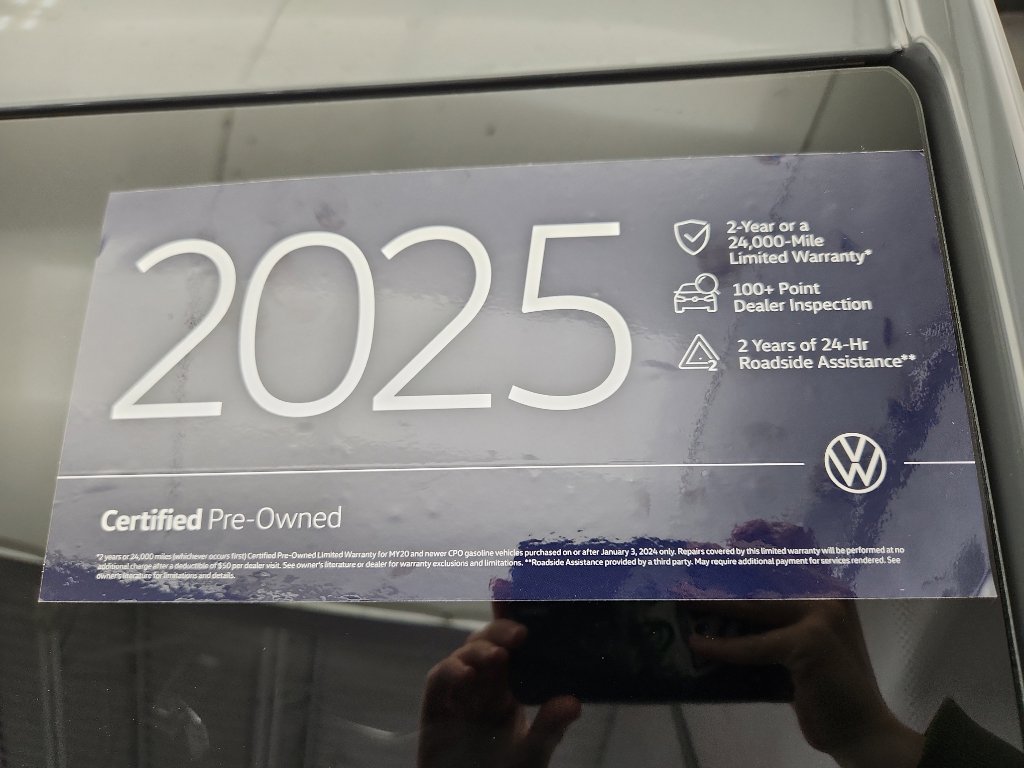 2025
2-Year or a
24,000-Mile
Limited Warranty*
100+ Point
Dealer Inspection
2
2 Years of 24-Hr
Roadside Assistance**
VW
Certified Pre-Owned
*2 years or 24,000 miles (whichever occurs first) Certified Pre-Owned Limited Warranty for MY20 and newer CPO gasoline vehicles purchased on or after January 3, 2024 only. Repairs covered by this limited warranty will be performed at no
additional charge after a deductible of $50 per dealer visit. See owner's literature or dealer for warranty exclusions and limitations. **Roadside Assistance provided by a third party. May require additional payment for services rendered. See
owner's literature for limitations and details.